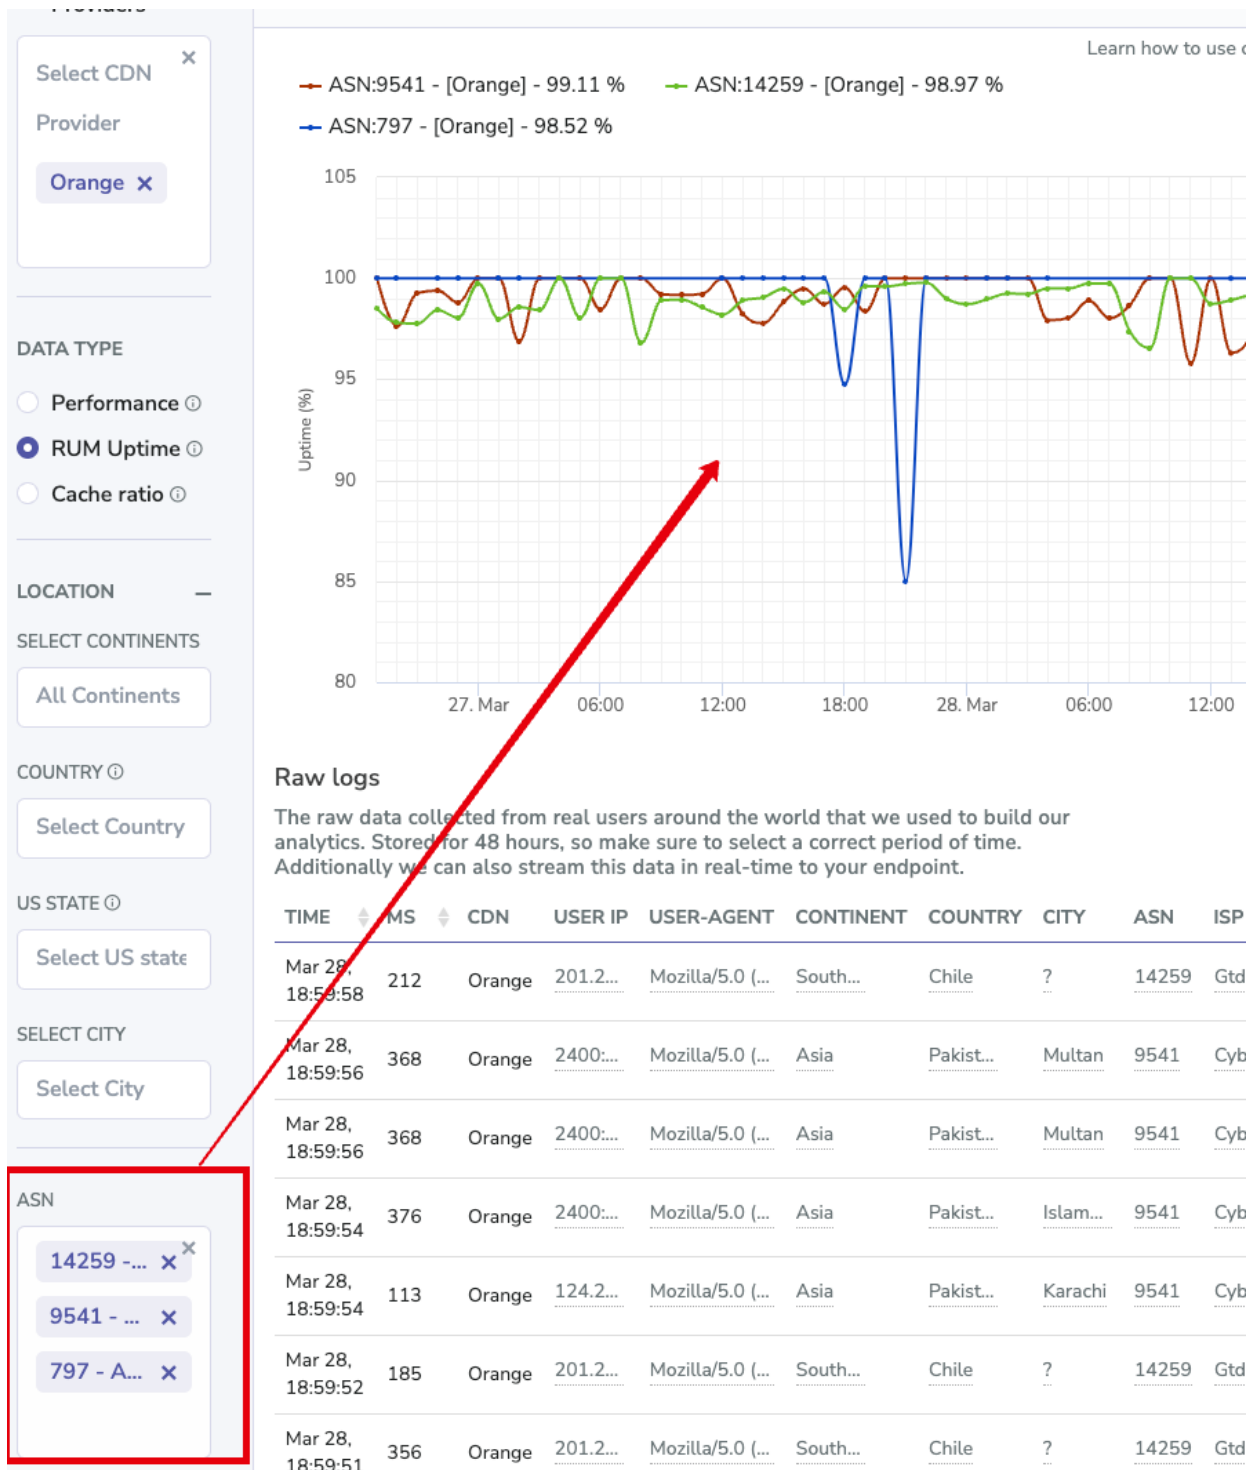 Providers
Select CDN
Provider
Orange
DATA TYPE
Performance
RUM Uptime
Cache ratio
LOCATION
SELECT CONTINENTS
All Continents
COUNTRY
Select Country
US STATE
Select US state
SELECT CITY
Select City
ASN
14259 -...
9541 - ...
797 - A...
Learn how to use
ASN:9541 - [Orange] - 99.11 %
ASN:14259 - [Orange] - 98.97 %
ASN:797 - [Orange] - 98.52 %
Uptime (%)
105
100
95
90
85
80
27. Mar 06:00 12:00 18:00 28. Mar 06:00 12:00
Raw logs
The raw data collected from real users around the world that we used to build our
analytics. Stored for 48 hours, so make sure to select a correct period of time.
Additionally we can also stream this data in real-time to your endpoint.
TIME MS CDN USER IP USER-AGENT CONTINENT COUNTRY CITY ASN ISP
Mar 28,
18:59:58 212 Orange 201.2... Mozilla/5.0 (... South... Chile ? 14259 Gtd
Mar 28,
18:59:56 368 Orange 2400:... Mozilla/5.0 (... Asia Pakist... Multan 9541 Cyb
Mar 28,
18:59:56 368 Orange 2400:... Mozilla/5.0 (... Asia Pakist... Multan 9541 Cyb
Mar 28,
18:59:54 376 Orange 2400:... Mozilla/5.0 (... Asia Pakist... Islam... 9541 Cyb
Mar 28,
18:59:54 113 Orange 124.2... Mozilla/5.0 (... Asia Pakist... Karachi 9541 Cyb
Mar 28,
18:59:52 185 Orange 201.2... Mozilla/5.0 (... South... Chile ? 14259 Gtd
Mar 28,
18:59:51 356 Orange 201.2... Mozilla/5.0 (... South... Chile ? 14259 Gtd